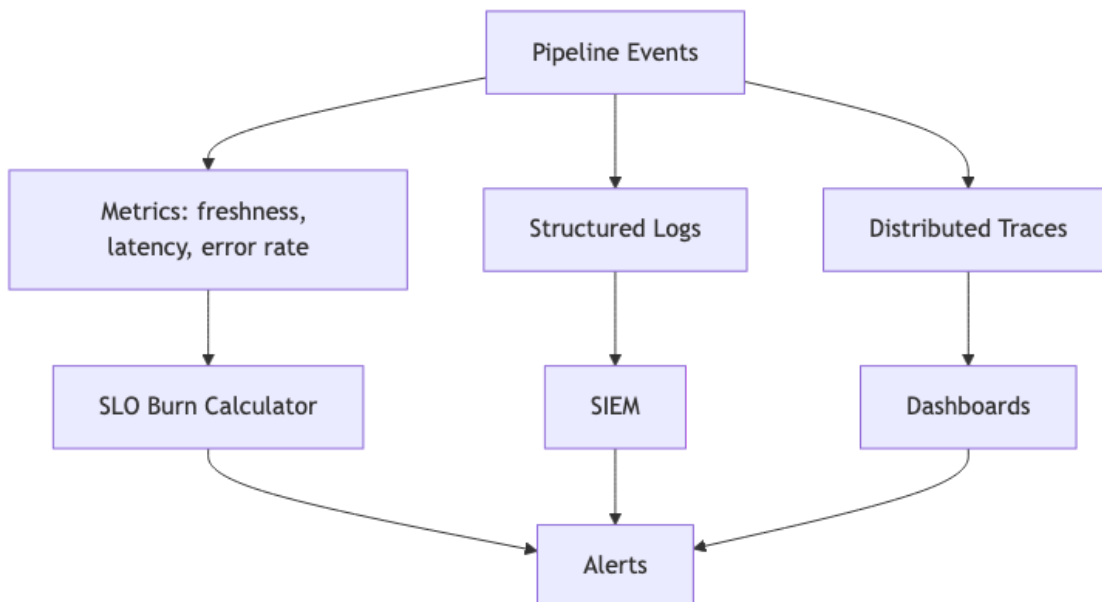 Pipeline Events
Metrics: freshness,
latency, error rate
Structured Logs
Distributed Traces
SLO Burn Calculator
SIEM
Dashboards
Alerts